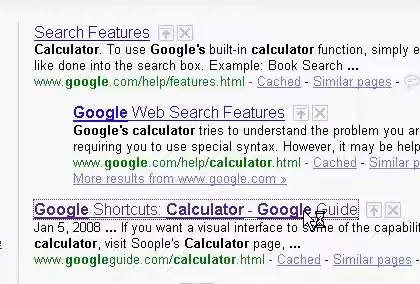 Search Features
Calculator. To use Google's built-in calculator function, simply e
like done into the search box. Example: Book Search ...
www.google.com/help/features.html - Cached - Similar pages -
Google Web Search Features
Google's calculator tries to understand the problem you ar
requiring you to use special syntax. However, it may be help
www.google.com/help/calculator.html - Cached - Similar p
More results from www.google.com »
Google Shortcuts: Calculator - Google Guide
Jan 5, 2008 ... If you want a visual interface to some of the capabilit
calculator, visit Soople's Calculator page, ...
www.googleguide.com/calculator.html - Cached - Similar pages -